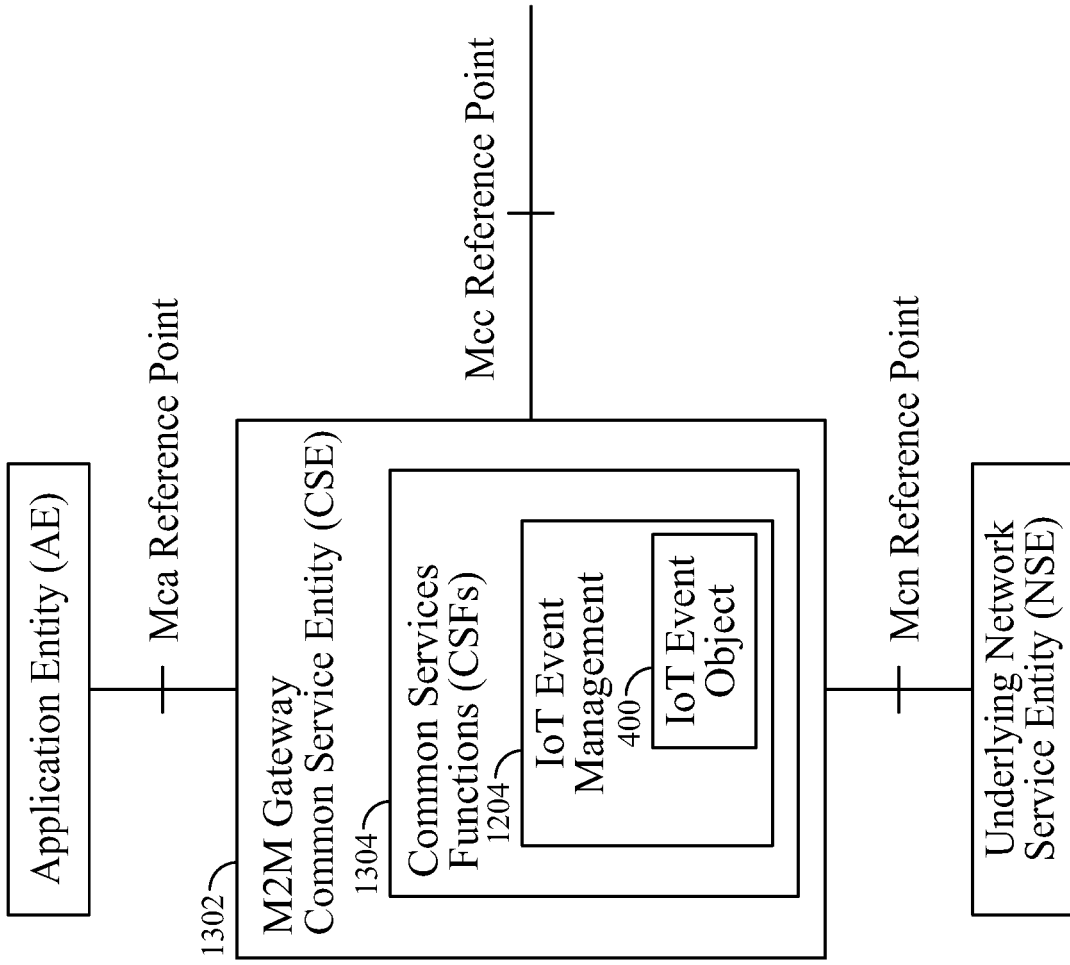 Application Entity (AE)
Mca Reference Point
1302
M2M Gateway
Common Service Entity (CSE)
Mcc Reference Point
1304
Common Services
Functions (CSFs)
1204
IoT Event
Management
400
IoT Event
Object
Mcn Reference Point
Underlying Network
Service Entity (NSE)